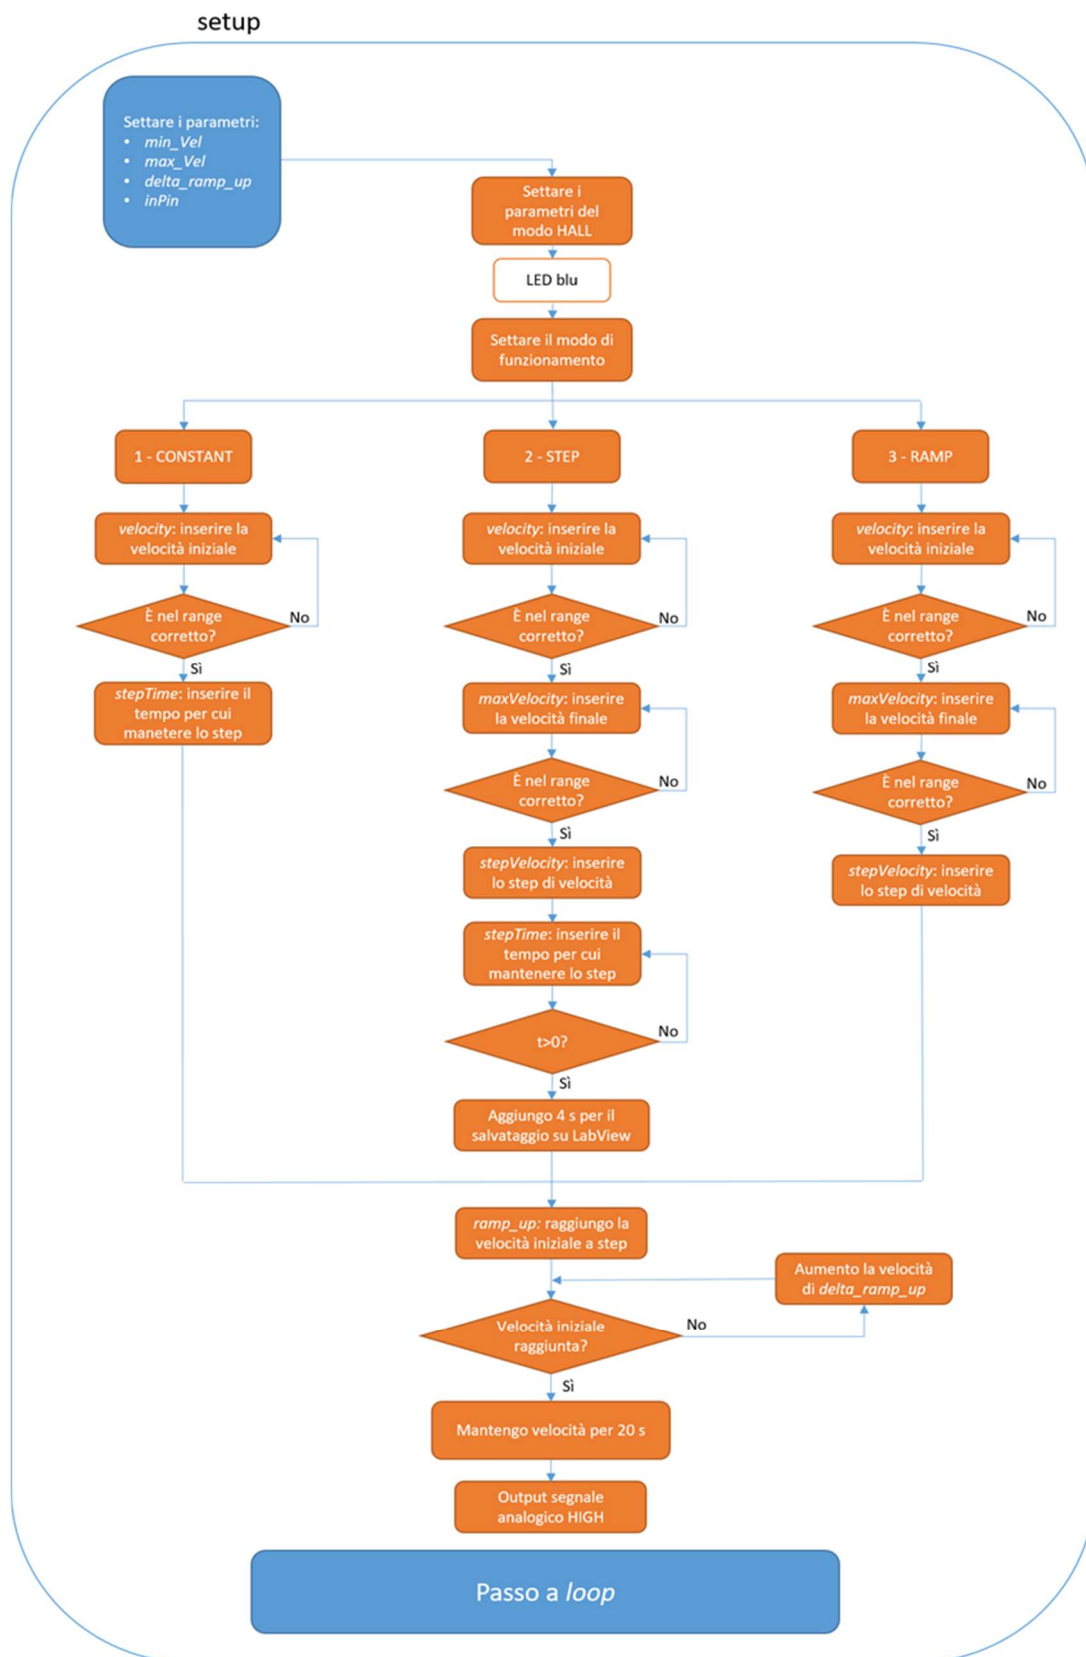 setup
Settare i parametri:
• min_Vel
• max_Vel
• delta_ramp_up
• inPin
Settare i
parametri del
modo HALL
LED blu
Settare il modo di
funzionamento
1 - CONSTANT
velocity: inserire la
velocità iniziale
È nel range
corretto?
No
Sì
stepTime: inserire il
tempo per cui
manetere lo step
2 - STEP
velocity: inserire la
velocità iniziale
È nel range
corretto?
No
Sì
maxVelocity: inserire
la velocità finale
È nel range
corretto?
No
Sì
stepVelocity: inserire
lo step di velocità
stepTime: inserire il
tempo per cui
mantenere lo step
t>0?
No
Sì
Aggiungo 4 s per il
salvataggio su LabView
3 - RAMP
velocity: inserire la
velocità iniziale
È nel range
corretto?
No
Sì
maxVelocity: inserire
la velocità finale
È nel range
corretto?
No
Sì
stepVelocity: inserire
lo step di velocità
ramp_up: raggiungo la
velocità iniziale a step
Aumento la velocità
di delta_ramp_up
Velocità iniziale
raggiunta?
No
Sì
Mantengo velocità per 20 s
Output segnale
analogico HIGH
Passo a loop